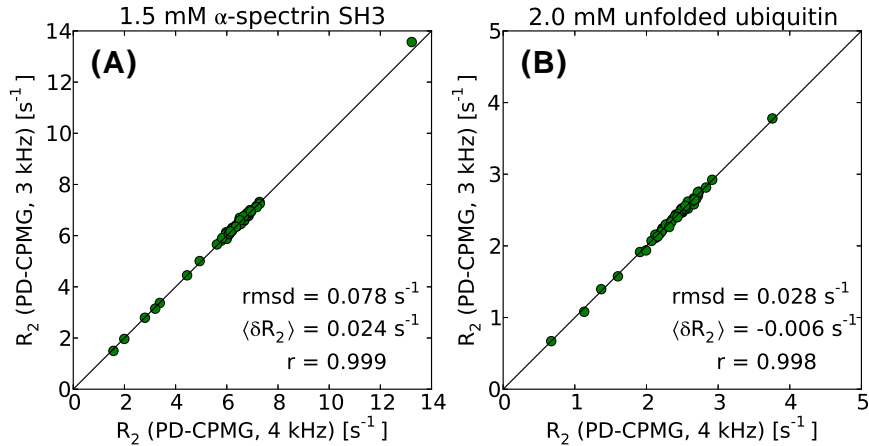 1.5 mM α-spectrin SH3
(A)
14
12
10
8
6
4
2
0
R2 (PD-CPMG, 3 kHz) [s-1]
rmsd = 0.078 s-1
⟨δR2⟩ = 0.024 s-1
r = 0.999
0 2 4 6 8 10 12 14
R2 (PD-CPMG, 4 kHz) [s-1]
2.0 mM unfolded ubiquitin
(B)
5
4
3
2
1
0
R2 (PD-CPMG, 3 kHz) [s-1]
rmsd = 0.028 s-1
⟨δR2⟩ = -0.006 s-1
r = 0.998
0 1 2 3 4 5
R2 (PD-CPMG, 4 kHz) [s-1]